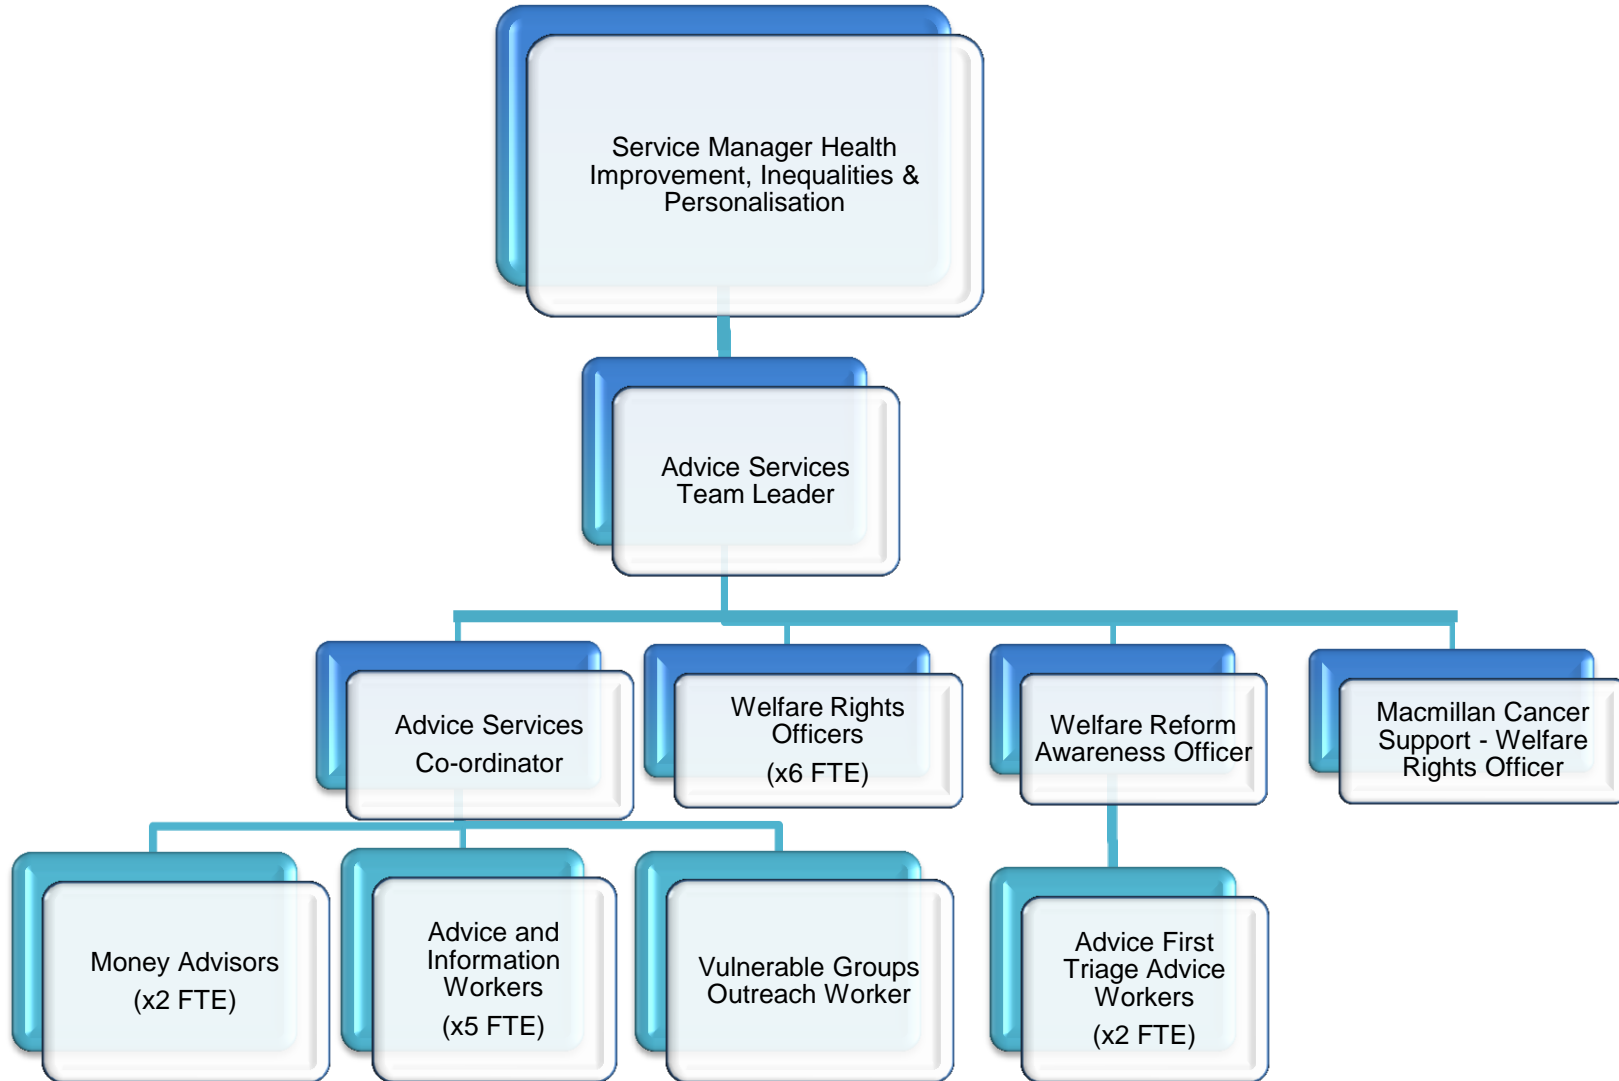 Service Manager Health
Improvement, Inequalities &
Personalisation
Advice Services
Team Leader
Advice Services
Co-ordinator
Welfare Rights
Officers
(x6 FTE)
Welfare Reform
Awareness Officer
Macmillan Cancer
Support - Welfare
Rights Officer
Money Advisors
(x2 FTE)
Advice and
Information
Workers
(x5 FTE)
Vulnerable Groups
Outreach Worker
Advice First
Triage Advice
Workers
(x2 FTE)